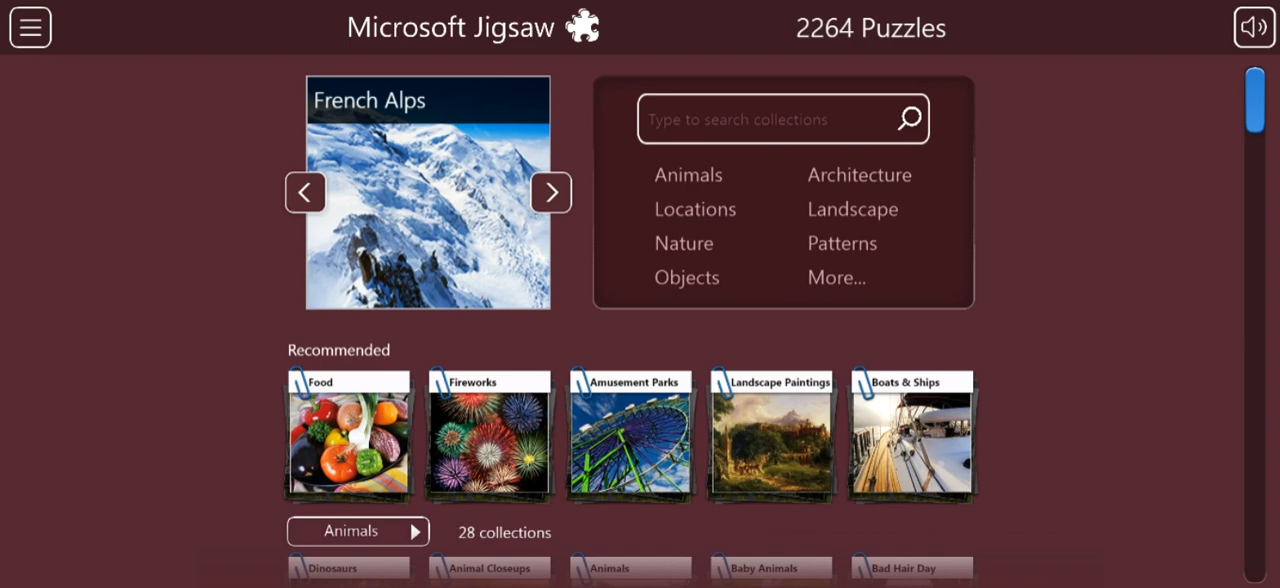 Microsoft Jigsaw
2264 Puzzles
French Alps
Type to search collections
Animals
Architecture
Locations
Landscape
Nature
Patterns
Objects
More...
Recommended
Food
Fireworks
Amusement Parks
Landscape Paintings
Boats & Ships
Animals
28 collections
Dinosaurs
Animal Closeups
Animals
Baby Animals
Bad Hair Day